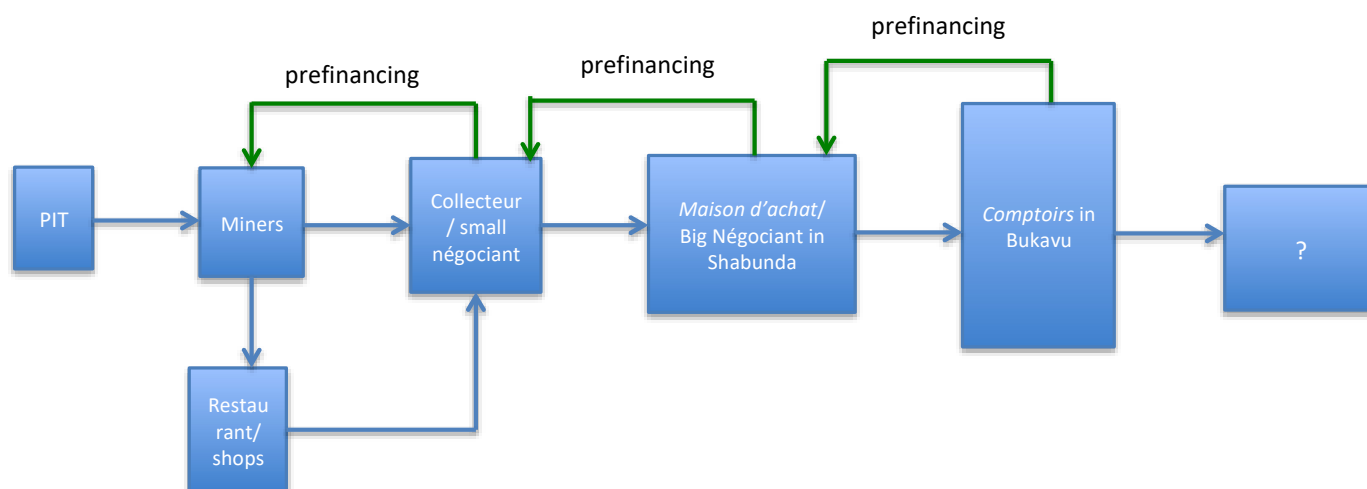 prefinancing
prefinancing
prefinancing
PIT
Miners
Collecteur
/ small
négociant
Maison d'achat/
Big Négociant in
Shabunda
Comptoirs in
Bukavu
?
Restau
rant/
shops